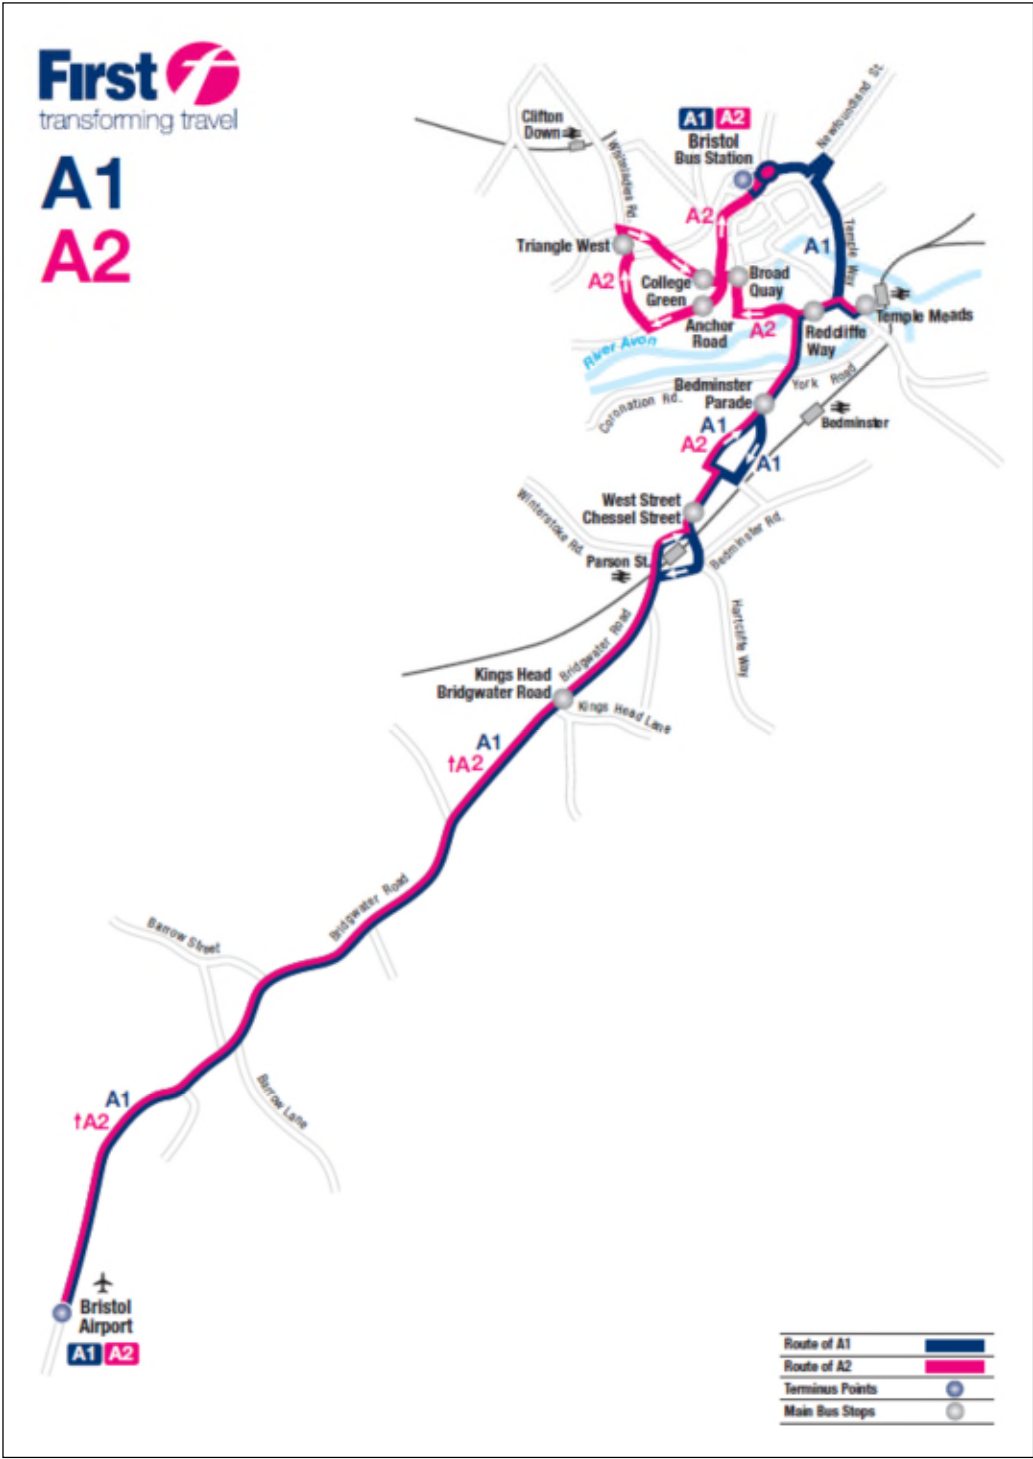 First
transforming travel
A1
A2
Clifton
Down
Whiteladies Rd.
A1 A2
Bristol
Bus Station
Newfoundland St.
A2
Triangle West
A2
College
Green
Broad
Quay
A1
Temple Way
Anchor
Road
A2
Redcliffe
Way
Temple Meads
River Avon
Bedminster
Parade
York Road
Coronation Rd.
A1
A2
Bedminster
A1
West Street
Chessel Street
Winterstoke Rd.
Bedminster Rd.
Parson St.
Hartcliffe Way
Bridgwater Road
Kings Head
Bridgwater Road
Kings Head Lane
A1
†A2
Bridgwater Road
Barrow Street
Barrow Lane
A1
†A2
Bristol
Airport
A1 A2
Route of A1
Route of A2
Terminus Points
Main Bus Stops